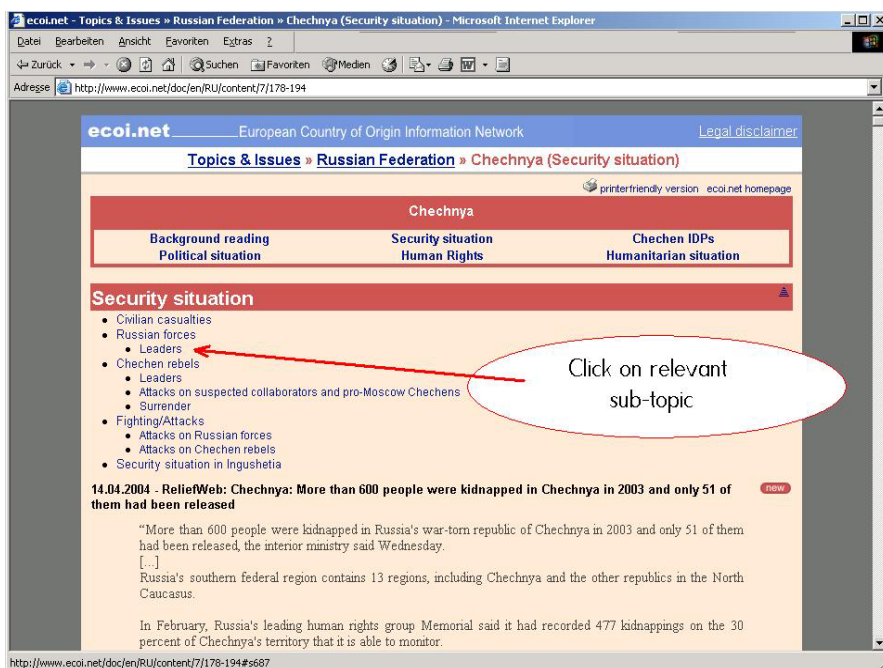 ecoi.net - Topics & Issues » Russian Federation » Chechnya (Security situation) - Microsoft Internet Explorer
Datei Bearbeiten Ansicht Favoriten Extras ?
Zurück Suchen Favoriten Medien
Adresse http://www.ecoi.net/doc/en/RU/content/7/178-194
ecoi.net European Country of Origin Information Network Legal disclaimer
Topics & Issues » Russian Federation » Chechnya (Security situation)
printerfriendly version ecoi.net homepage
Chechnya
Background reading Security situation Chechen IDPs
Political situation Human Rights Humanitarian situation
Security situation
Civilian casualties
Russian forces
Leaders
Chechen rebels
Leaders
Attacks on suspected collaborators and pro-Moscow Chechens
Surrender
Fighting/Attacks
Attacks on Russian forces
Attacks on Chechen rebels
Security situation in Ingushetia
Click on relevant
sub-topic
14.04.2004 - ReliefWeb: Chechnya: More than 600 people were kidnapped in Chechnya in 2003 and only 51 of new
them had been released
"More than 600 people were kidnapped in Russia's war-torn republic of Chechnya in 2003 and only 51 of them
had been released, the interior ministry said Wednesday.
[...]
Russia's southern federal region contains 13 regions, including Chechnya and the other republics in the North
Caucasus.
In February, Russia's leading human rights group Memorial said it had recorded 477 kidnappings on the 30
percent of Chechnya's territory that it is able to monitor.
http://www.ecoi.net/doc/en/RU/content/7/178-194#s687